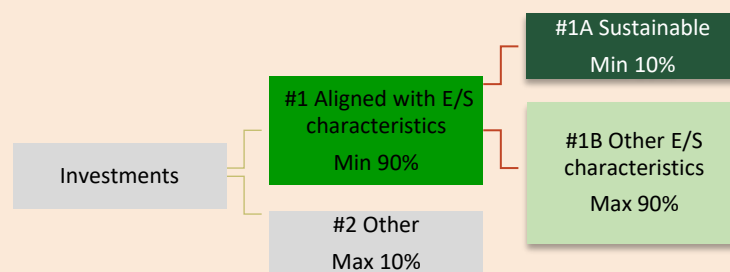 #1A Sustainable
Min 10%
#1 Aligned with E/S
characteristics
Min 90%
#1B Other E/S
characteristics
Max 90%
Investments
#2 Other
Max 10%